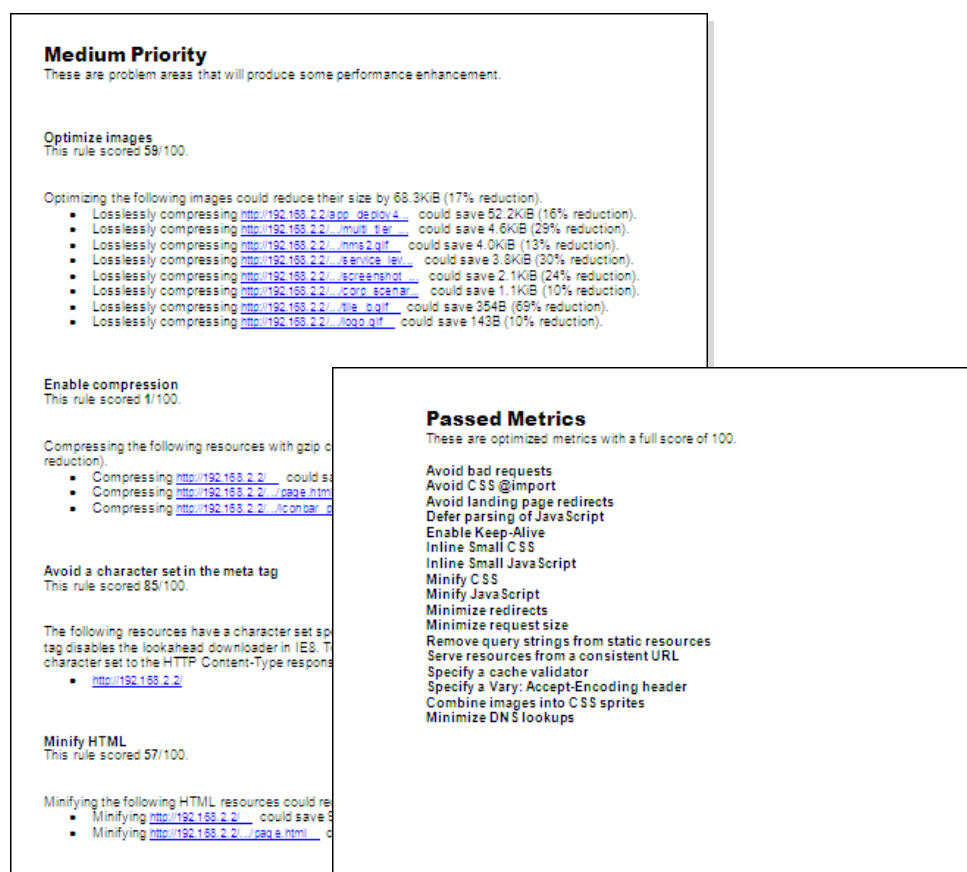 Medium Priority
These are problem areas that will produce some performance enhancement.
Optimize images
This rule scored 59/100.
Optimizing the following images could reduce their size by 68.3KiB (17% reduction).
• Losslessly compressing http://192.168.2.2/app_deploy4... could save 52.2KiB (16% reduction).
• Losslessly compressing http://192.168.2.2/.../multi_tier_... could save 4.6KiB (29% reduction).
• Losslessly compressing http://192.168.2.2/.../hms2.gif could save 4.0KiB (13% reduction).
• Losslessly compressing http://192.168.2.2/.../service_lev... could save 3.8KiB (30% reduction).
• Losslessly compressing http://192.168.2.2/.../screenshot_... could save 2.1KiB (24% reduction).
• Losslessly compressing http://192.168.2.2/.../corp_scenar... could save 1.1KiB (10% reduction).
• Losslessly compressing http://192.168.2.2/.../tile_b.gif could save 354B (69% reduction).
• Losslessly compressing http://192.168.2.2/.../logo.gif could save 143B (10% reduction).
Enable compression
This rule scored 1/100.
Compressing the following resources with gzip c
reduction).
• Compressing http://192.168.2.2/ could sa
• Compressing http://192.168.2.2/.../page.html
• Compressing http://192.168.2.2/.../iconbar_p
Avoid a character set in the meta tag
This rule scored 85/100.
The following resources have a character set spe
tag disables the lookahead downloader in IE8. To
character set to the HTTP Content-Type respons
• http://192.168.2.2/
Minify HTML
This rule scored 57/100.
Minifying the following HTML resources could re
• Minifying http://192.168.2.2/ could save 9
• Minifying http://192.168.2.2/.../page.html c
Passed Metrics
These are optimized metrics with a full score of 100.
Avoid bad requests
Avoid CSS @import
Avoid landing page redirects
Defer parsing of JavaScript
Enable Keep-Alive
Inline Small CSS
Inline Small JavaScript
Minify CSS
Minify JavaScript
Minimize redirects
Minimize request size
Remove query strings from static resources
Serve resources from a consistent URL
Specify a cache validator
Specify a Vary: Accept-Encoding header
Combine images into CSS sprites
Minimize DNS lookups